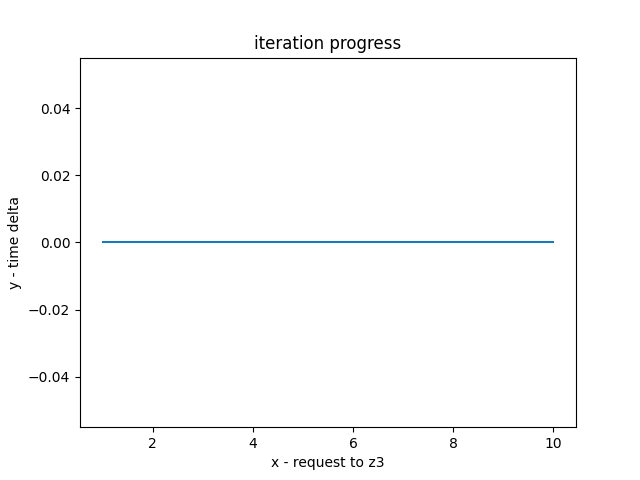 iteration progress
y - time delta
0.04
0.02
0.00
−0.02
−0.04
2 4 6 8 10
x - request to z3